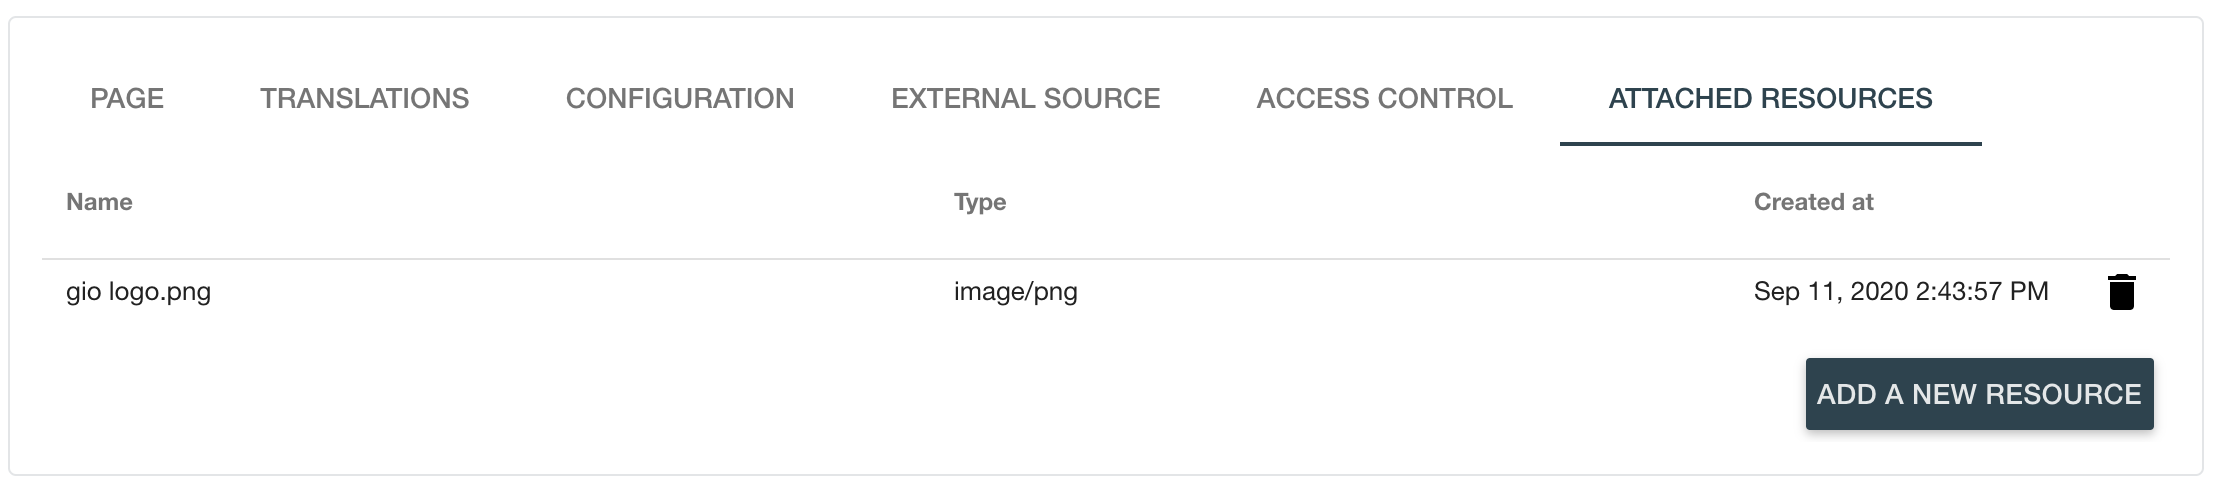 PAGE TRANSLATIONS CONFIGURATION EXTERNAL SOURCE ACCESS CONTROL ATTACHED RESOURCES
Name Type Created at
gio logo.png image/png Sep 11, 2020 2:43:57 PM
ADD A NEW RESOURCE